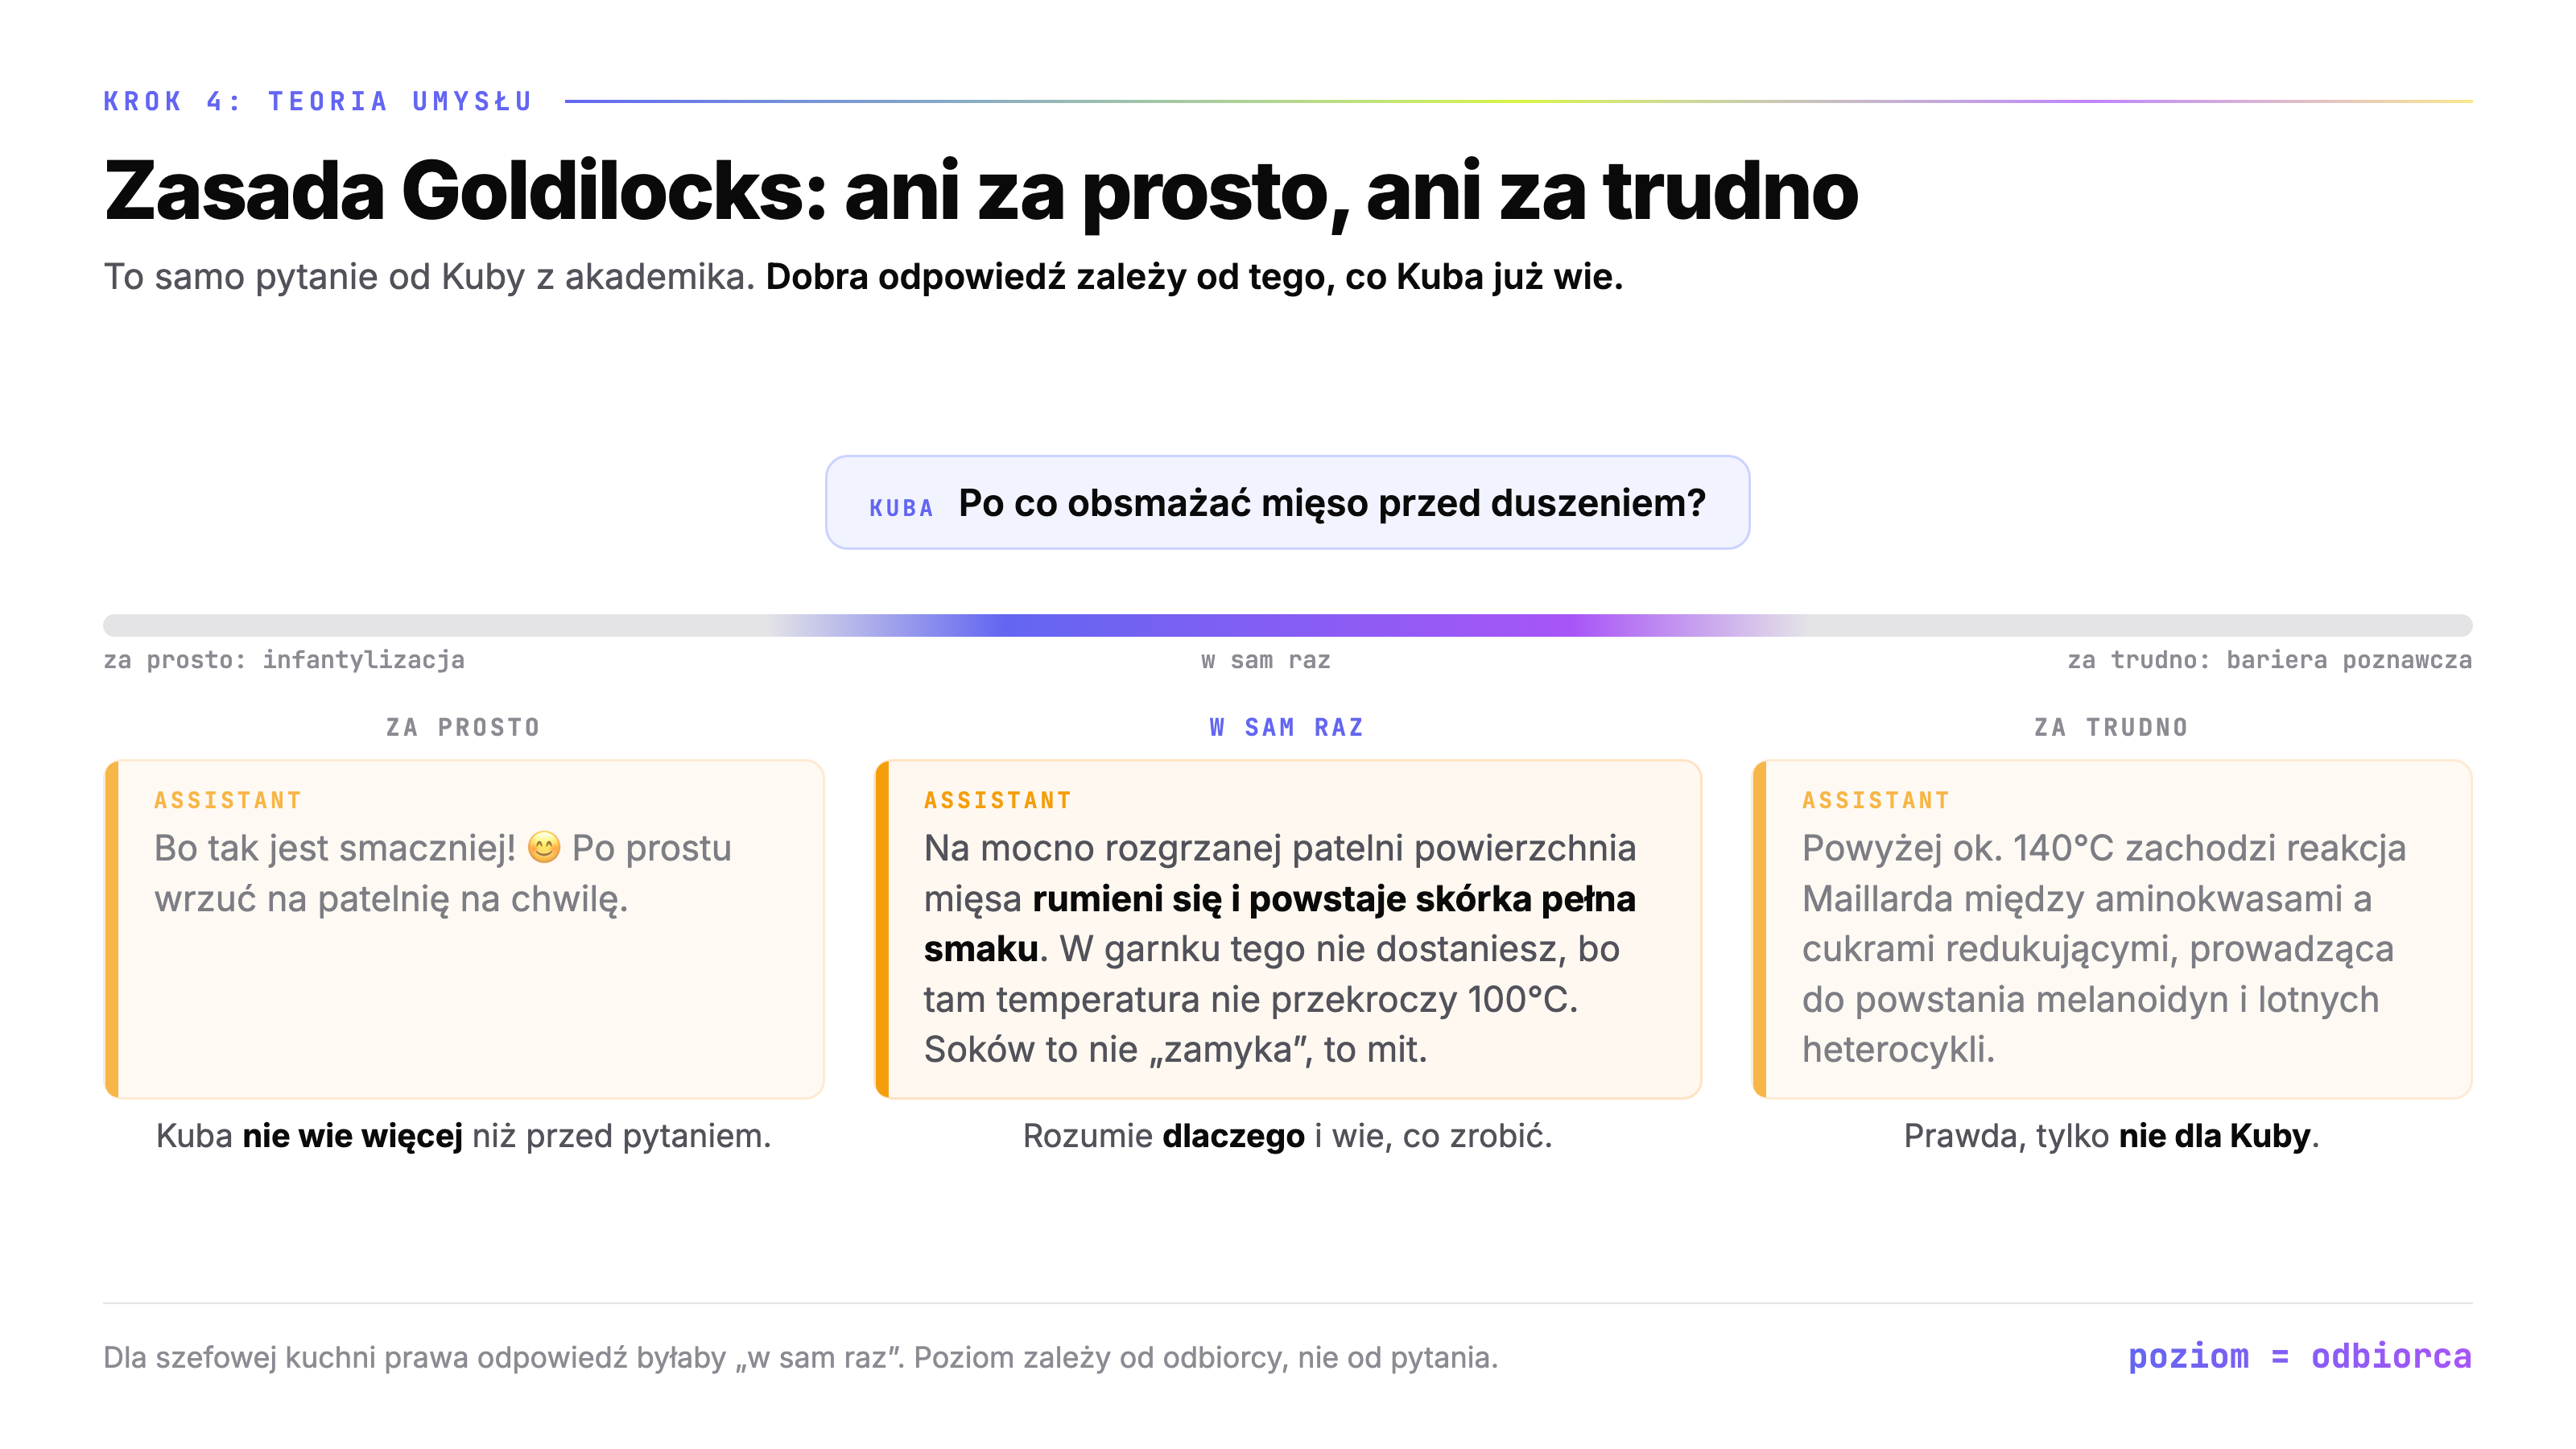 KROK 4: TEORIA UMYSŁU
Zasada Goldilocks: ani za prosto, ani za trudno
To samo pytanie od Kuby z akademika. Dobra odpowiedź zależy od tego, co Kuba już wie.
KUBA Po co obsmażać mięso przed duszeniem?
za prosto: infantylizacja
w sam raz
za trudno: bariera poznawcza
ZA PROSTO
ASSISTANT
Bo tak jest smaczniej! 😊 Po prostu
wrzuć na patelnię na chwilę.
Kuba nie wie więcej niż przed pytaniem.
W SAM RAZ
ASSISTANT
Na mocno rozgrzanej patelni powierzchnia
mięsa rumieni się i powstaje skórka pełna
smaku. W garnku tego nie dostaniesz, bo
tam temperatura nie przekroczy 100°C.
Soków to nie „zamyka”, to mit.
Rozumie dlaczego i wie, co zrobić.
ZA TRUDNO
ASSISTANT
Powyżej ok. 140°C zachodzi reakcja
Maillarda między aminokwasami a
cukrami redukującymi, prowadząca
do powstania melanoidyn i lotnych
heterocykli.
Prawda, tylko nie dla Kuby.
Dla szefowej kuchni prawa odpowiedź byłaby „w sam raz”. Poziom zależy od odbiorcy, nie od pytania.
poziom = odbiorca